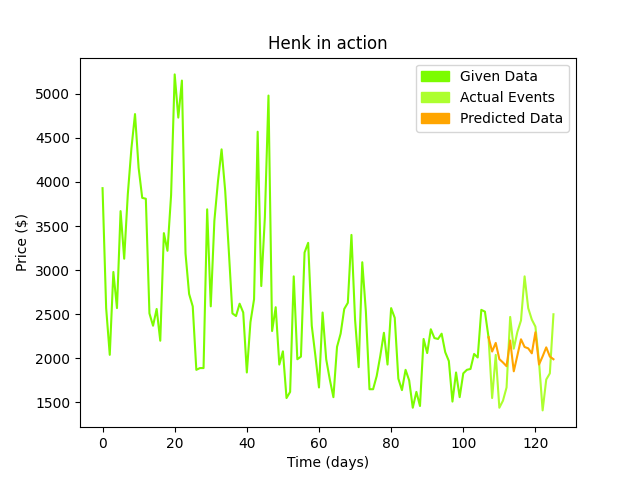 Henk in action
Given Data
Actual Events
Predicted Data
Price ($)
5000
4500
4000
3500
3000
2500
2000
1500
0 20 40 60 80 100 120
Time (days)